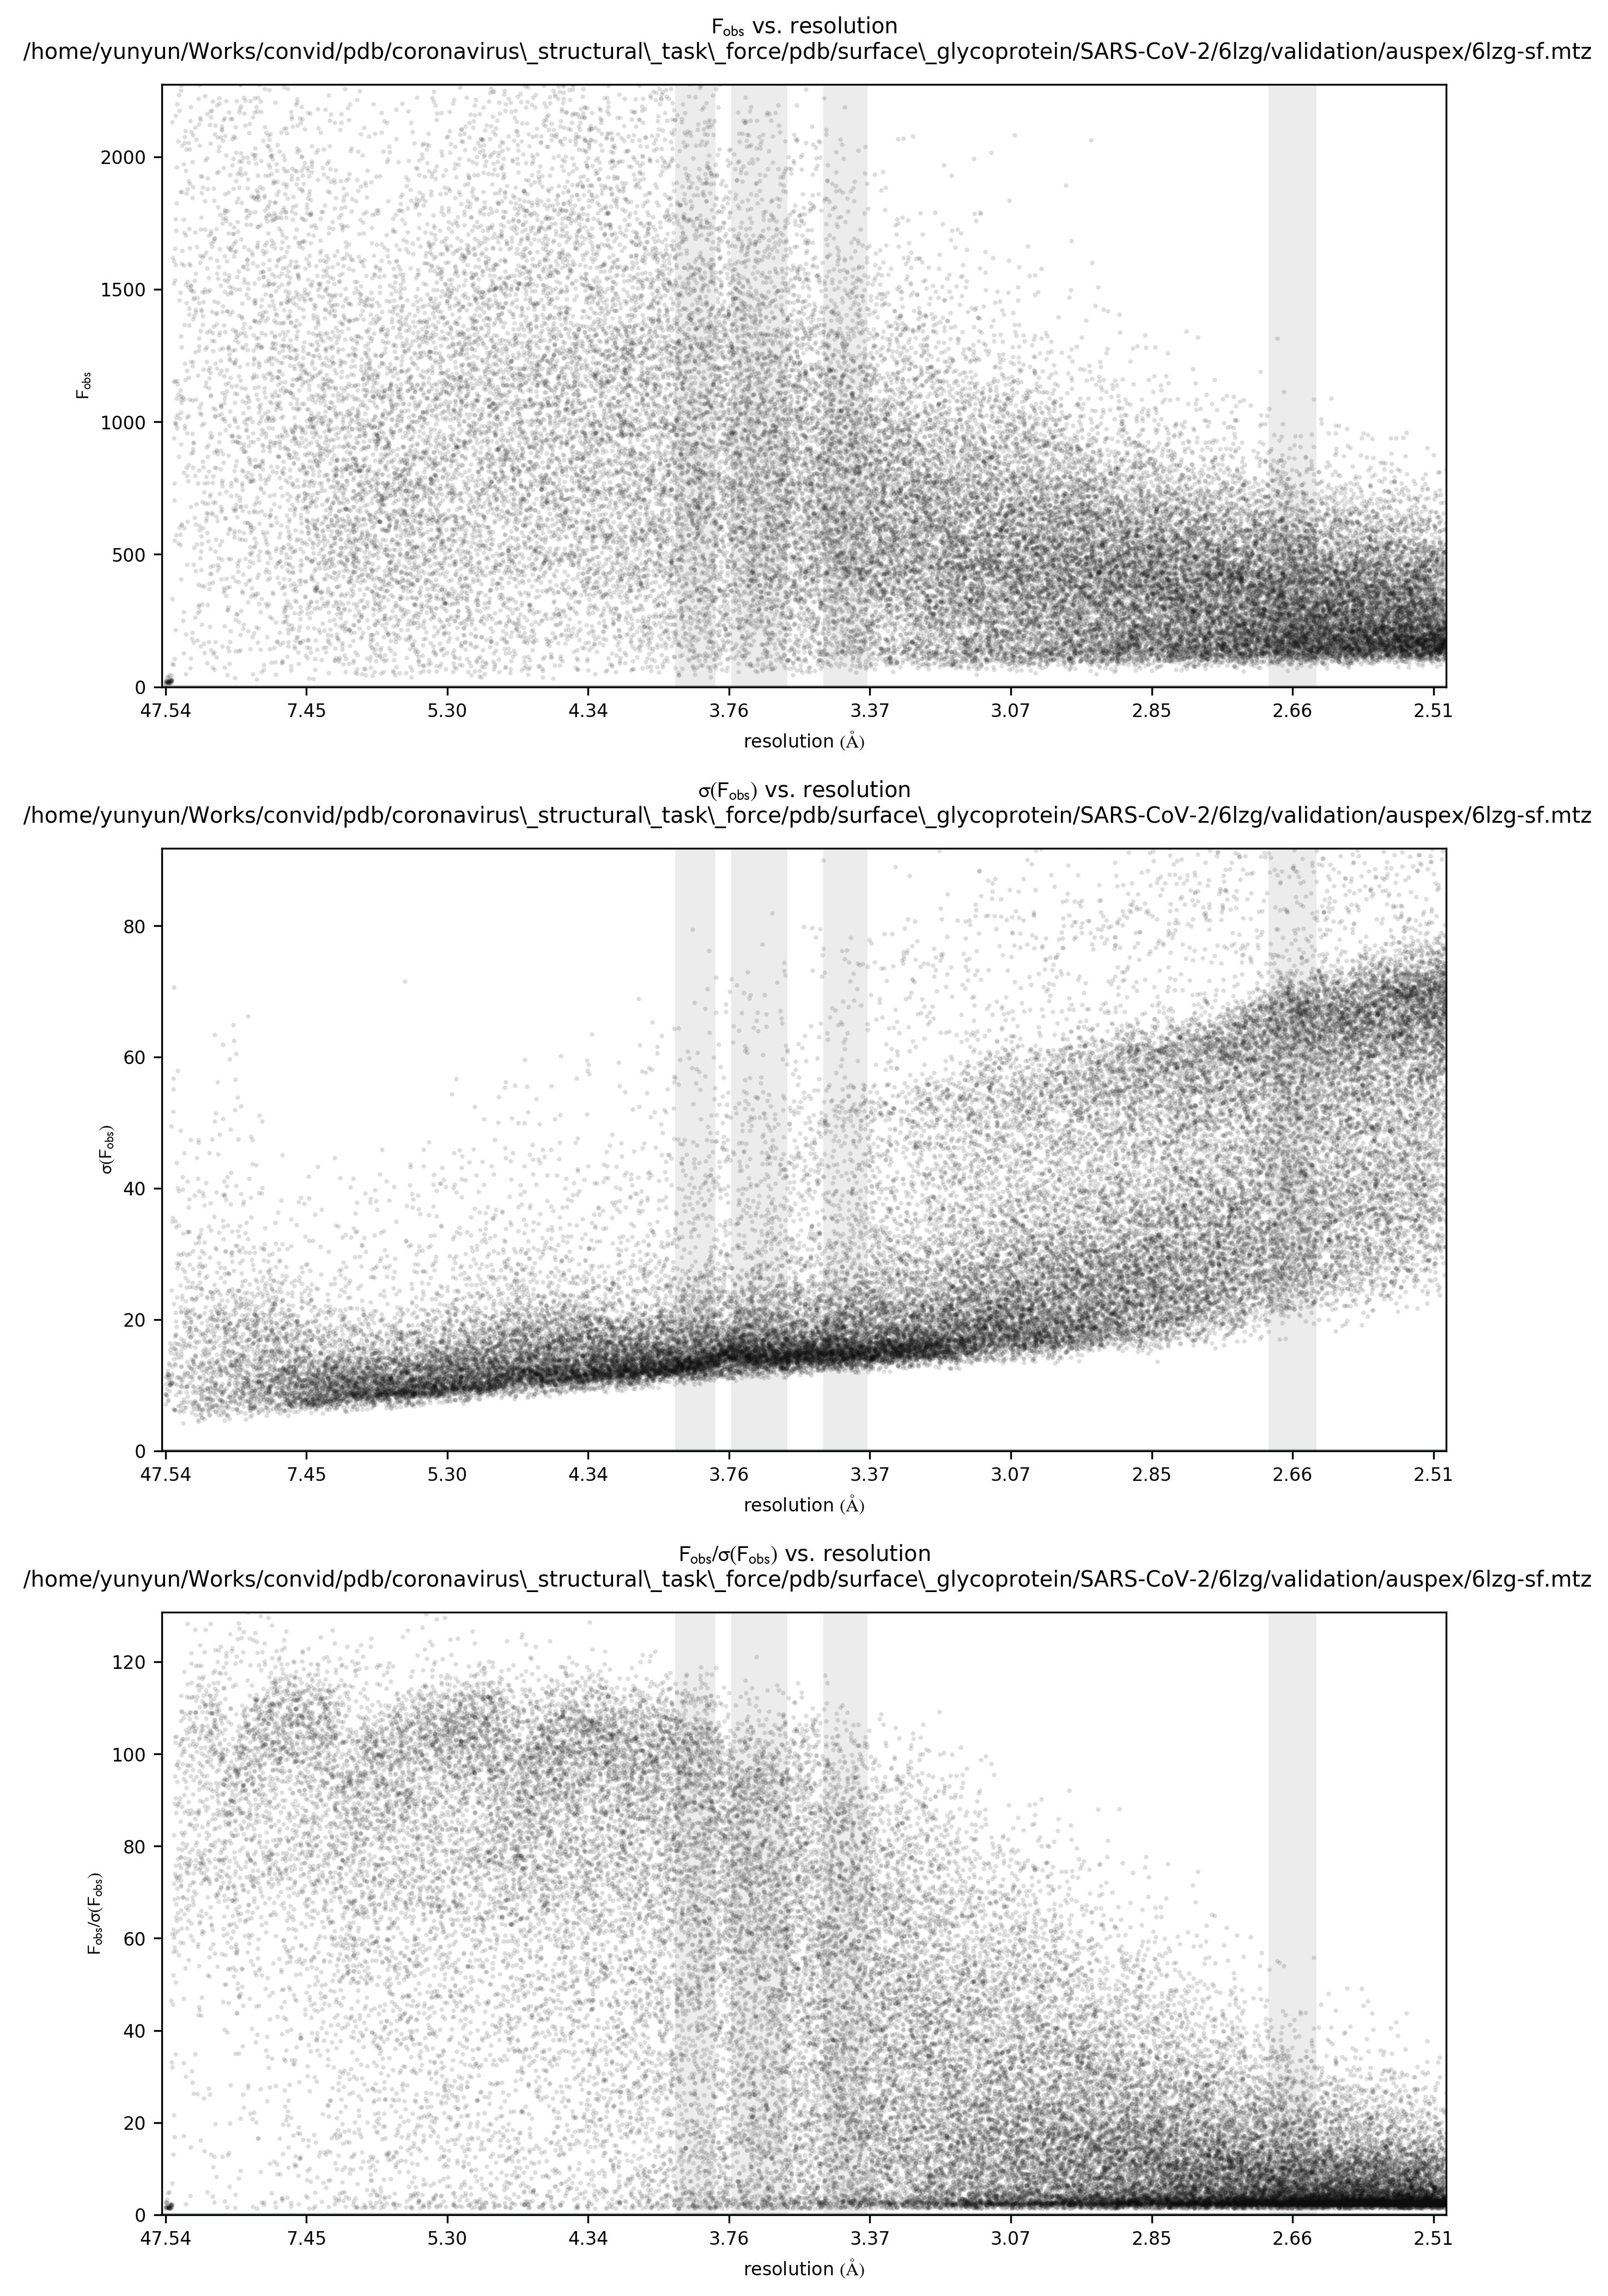 Fobs vs. resolution
/home/yunyun/Works/convid/pdb/coronavirus\_structural\_task\_force/pdb/surface\_glycoprotein/SARS-CoV-2/6lzg/validation/auspex/6lzg-sf.mtz
2000
1500
1000
500
0
Fobs
47.54 7.45 5.30 4.34 3.76 3.37 3.07 2.85 2.66 2.51
resolution (Å)
σ(Fobs) vs. resolution
/home/yunyun/Works/convid/pdb/coronavirus\_structural\_task\_force/pdb/surface\_glycoprotein/SARS-CoV-2/6lzg/validation/auspex/6lzg-sf.mtz
80
60
40
20
0
σ(Fobs)
47.54 7.45 5.30 4.34 3.76 3.37 3.07 2.85 2.66 2.51
resolution (Å)
Fobs/σ(Fobs) vs. resolution
/home/yunyun/Works/convid/pdb/coronavirus\_structural\_task\_force/pdb/surface\_glycoprotein/SARS-CoV-2/6lzg/validation/auspex/6lzg-sf.mtz
120
100
80
60
40
20
0
Fobs/σ(Fobs)
47.54 7.45 5.30 4.34 3.76 3.37 3.07 2.85 2.66 2.51
resolution (Å)